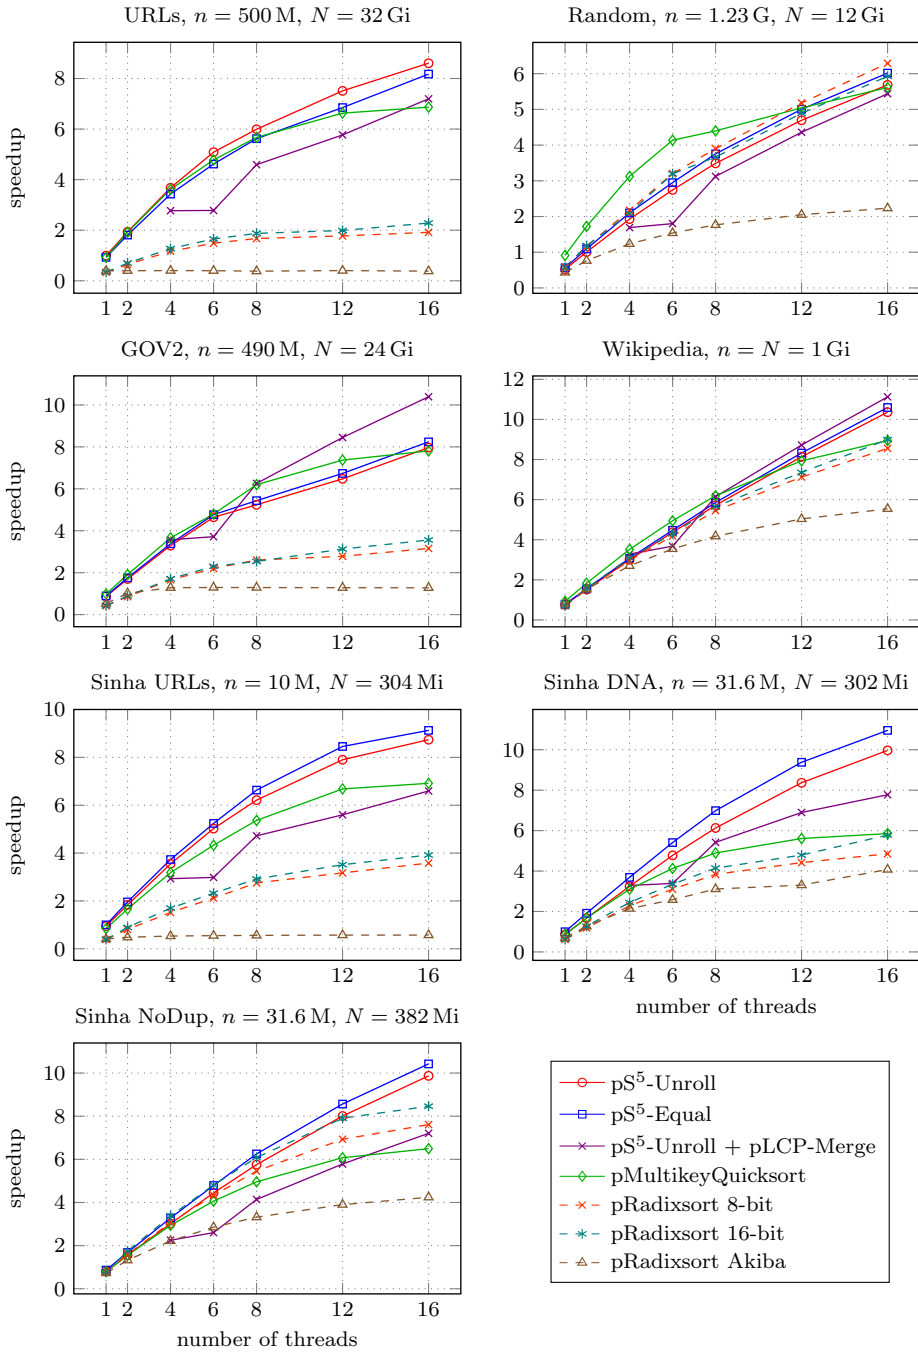 URLs, n = 500 M, N = 32 Gi
8
6
4
2
0
speedup
1 2 4 6 8 12 16
Random, n = 1.23 G, N = 12 Gi
6
5
4
3
2
1
0
1 2 4 6 8 12 16
GOV2, n = 490 M, N = 24 Gi
10
8
6
4
2
0
speedup
1 2 4 6 8 12 16
Wikipedia, n = N = 1 Gi
12
10
8
6
4
2
0
1 2 4 6 8 12 16
Sinha URLs, n = 10 M, N = 304 Mi
10
8
6
4
2
0
speedup
1 2 4 6 8 12 16
Sinha DNA, n = 31.6 M, N = 302 Mi
10
8
6
4
2
0
1 2 4 6 8 12 16
number of threads
Sinha NoDup, n = 31.6 M, N = 382 Mi
10
8
6
4
2
0
speedup
1 2 4 6 8 12 16
number of threads
pS⁵-Unroll
pS⁵-Equal
pS⁵-Unroll + pLCP-Merge
pMultikeyQuicksort
pRadixsort 8-bit
pRadixsort 16-bit
pRadixsort Akiba